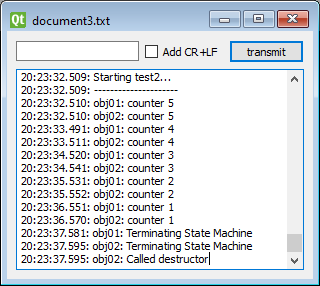 Qt document3.txt
Add CR+LF transmit
20:23:32.509: Starting test2...
20:23:32.509: ---------------------
20:23:32.510: obj01: counter 5
20:23:32.510: obj02: counter 5
20:23:33.491: obj01: counter 4
20:23:33.511: obj02: counter 4
20:23:34.520: obj01: counter 3
20:23:34.541: obj02: counter 3
20:23:35.531: obj01: counter 2
20:23:35.552: obj02: counter 2
20:23:36.551: obj01: counter 1
20:23:36.570: obj02: counter 1
20:23:37.581: obj01: Terminating State Machine
20:23:37.595: obj02: Terminating State Machine
20:23:37.595: obj02: Called destructor